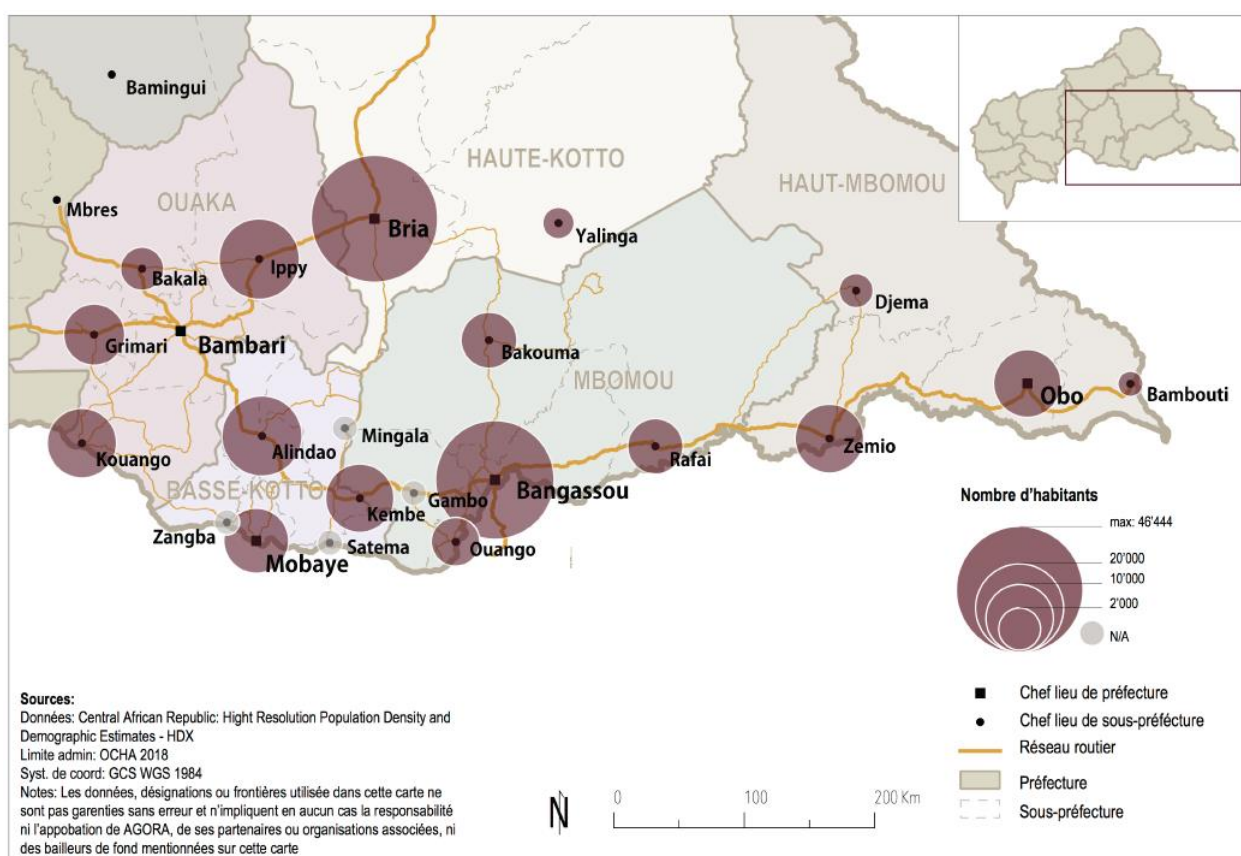 Bamingui
HAUTE-KOTTO
HAUT-MBOMOU
OUAKA
Mbres
Bria
Yalinga
Ippy
Bakala
Djema
Grimari
Bambari
Bakouma
MBOMOU
Obo
Bambouti
Mingala
Alindao
Kouango
Rafai
Zemio
BASSE-KOTTO
Bangassou
Gambo
Kembe
Zangba
Satema
Ouango
Mobaye
Nombre d’habitants
max: 46'444
20'000
10'000
2'000
N/A
Chef lieu de préfecture
Chef lieu de sous-préfécture
Réseau routier
Préfecture
Sous-préfecture
Sources:
Données: Central African Republic: Hight Resolution Population Density and
Demographic Estimates - HDX
Limite admin: OCHA 2018
Syst. de coord: GCS WGS 1984
Notes: Les données, désignations ou frontières utilisée dans cette carte ne
sont pas garenties sans erreur et n’impliquent en aucun cas la responsabilité
ni l’appobation de AGORA, de ses partenaires ou organisations associées, ni
des bailleurs de fond mentionnées sur cette carte
N
0 100 200 Km